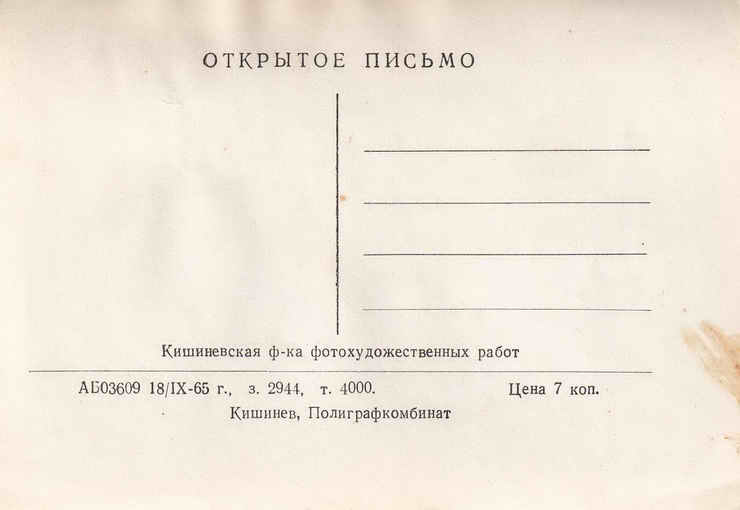 ОТКРЫТОЕ ПИСЬМО
Кишиневская ф-ка фотохудожественных работ
АБ03609 18/IX-65 г., з. 2944, т. 4000. Цена 7 коп.
Кишинев, Полиграфкомбинат